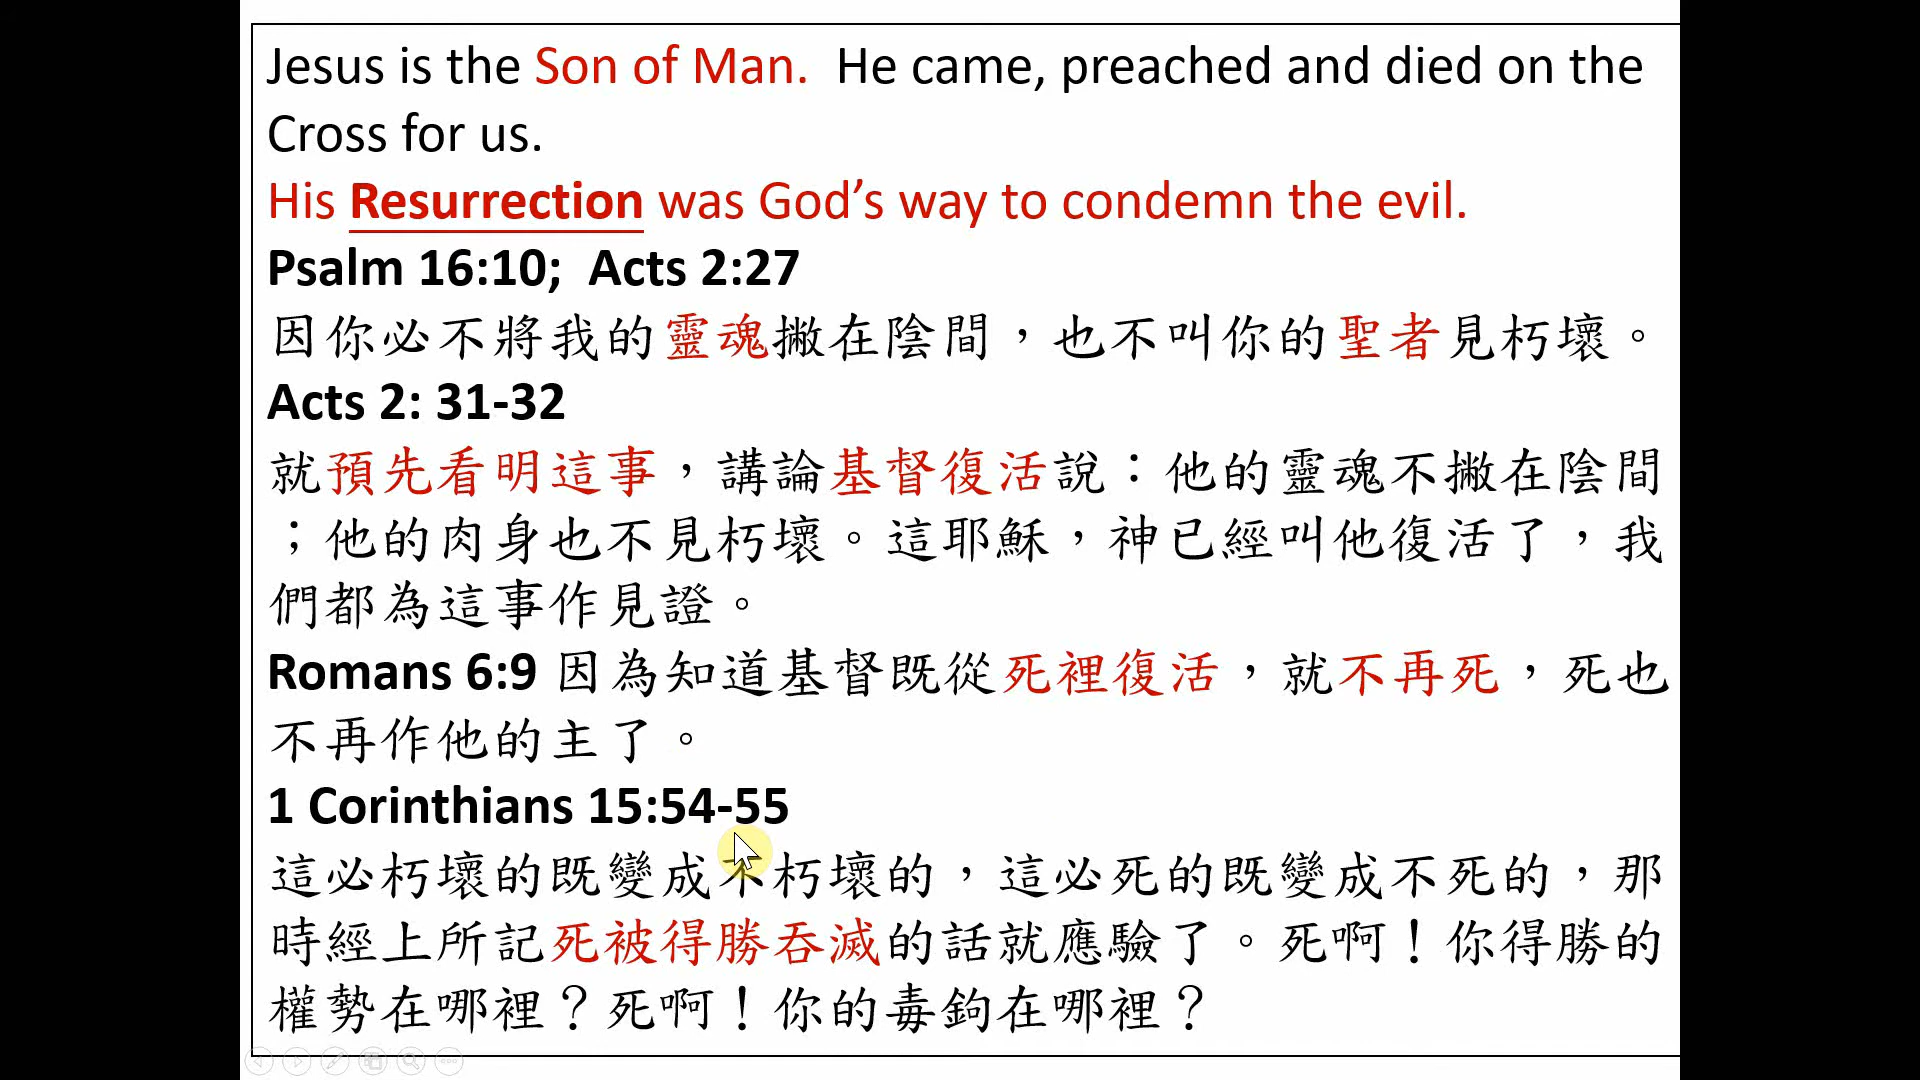 Jesus is the Son of Man.  He came, preached and died on the
Cross for us.
His Resurrection was God’s way to condemn the evil.
Psalm 16:10;  Acts 2:27
因你必不將我的靈魂撇在陰間，也不叫你的聖者見朽壞。
Acts 2: 31-32
就預先看明這事，講論基督復活說：他的靈魂不撇在陰間
；他的肉身也不見朽壞。這耶穌，神已經叫他復活了，我
們都為這事作見證。
Romans 6:9 因為知道基督既從死裡復活，就不再死，死也
不再作他的主了。
1 Corinthians 15:54-55
這必朽壞的既變成不朽壞的，這必死的既變成不死的，那
時經上所記死被得勝吞滅的話就應驗了。死啊！你得勝的
權勢在哪裡？死啊！你的毒鉤在哪裡？